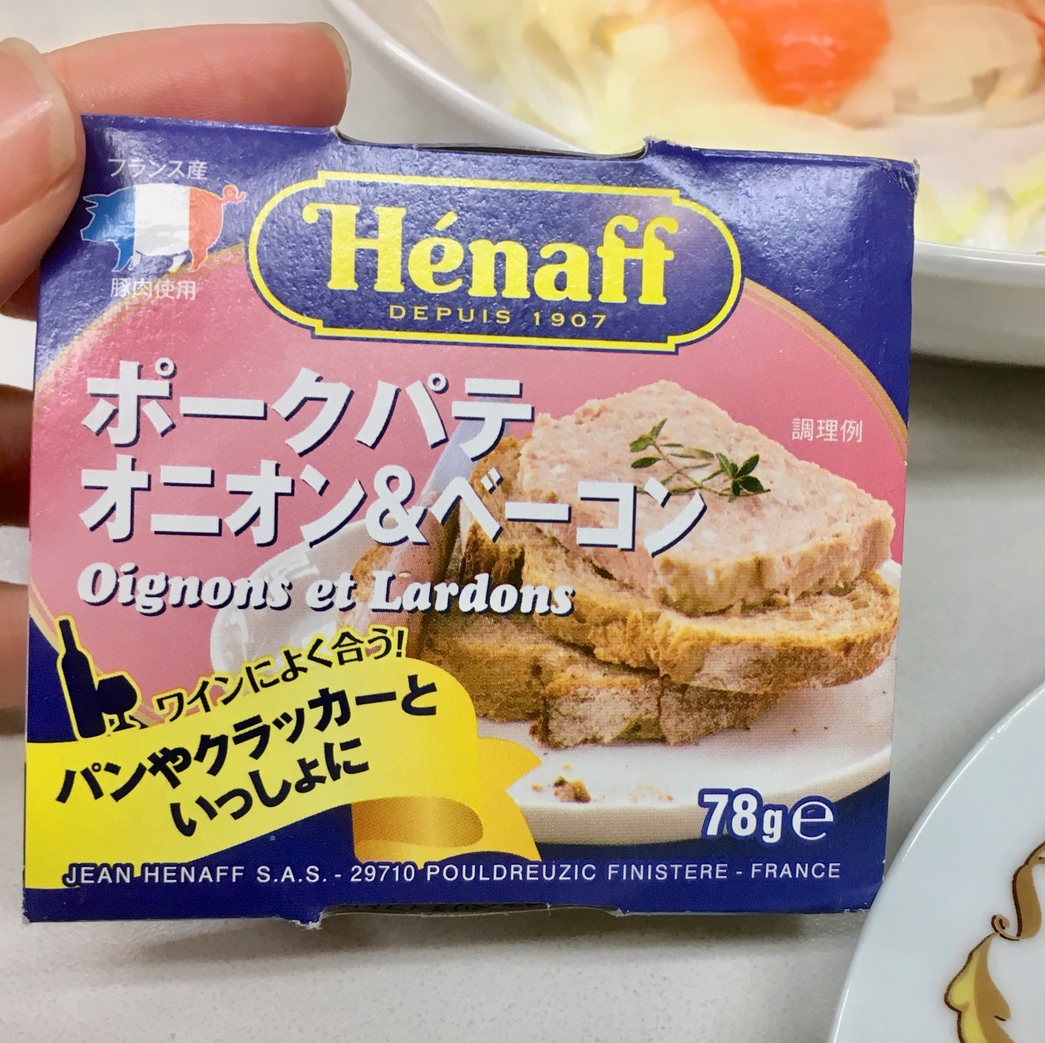 フランス産
豚肉使用
Hénaff
DEPUIS 1907
ポークパテ
オニオン&ベーコン
調理例
Oignons et Lardons
ワインによく合う!
パンやクラッカーと
いっしょに
78g℮
JEAN HENAFF S.A.S. - 29710 POULDREUZIC FINISTERE - FRANCE